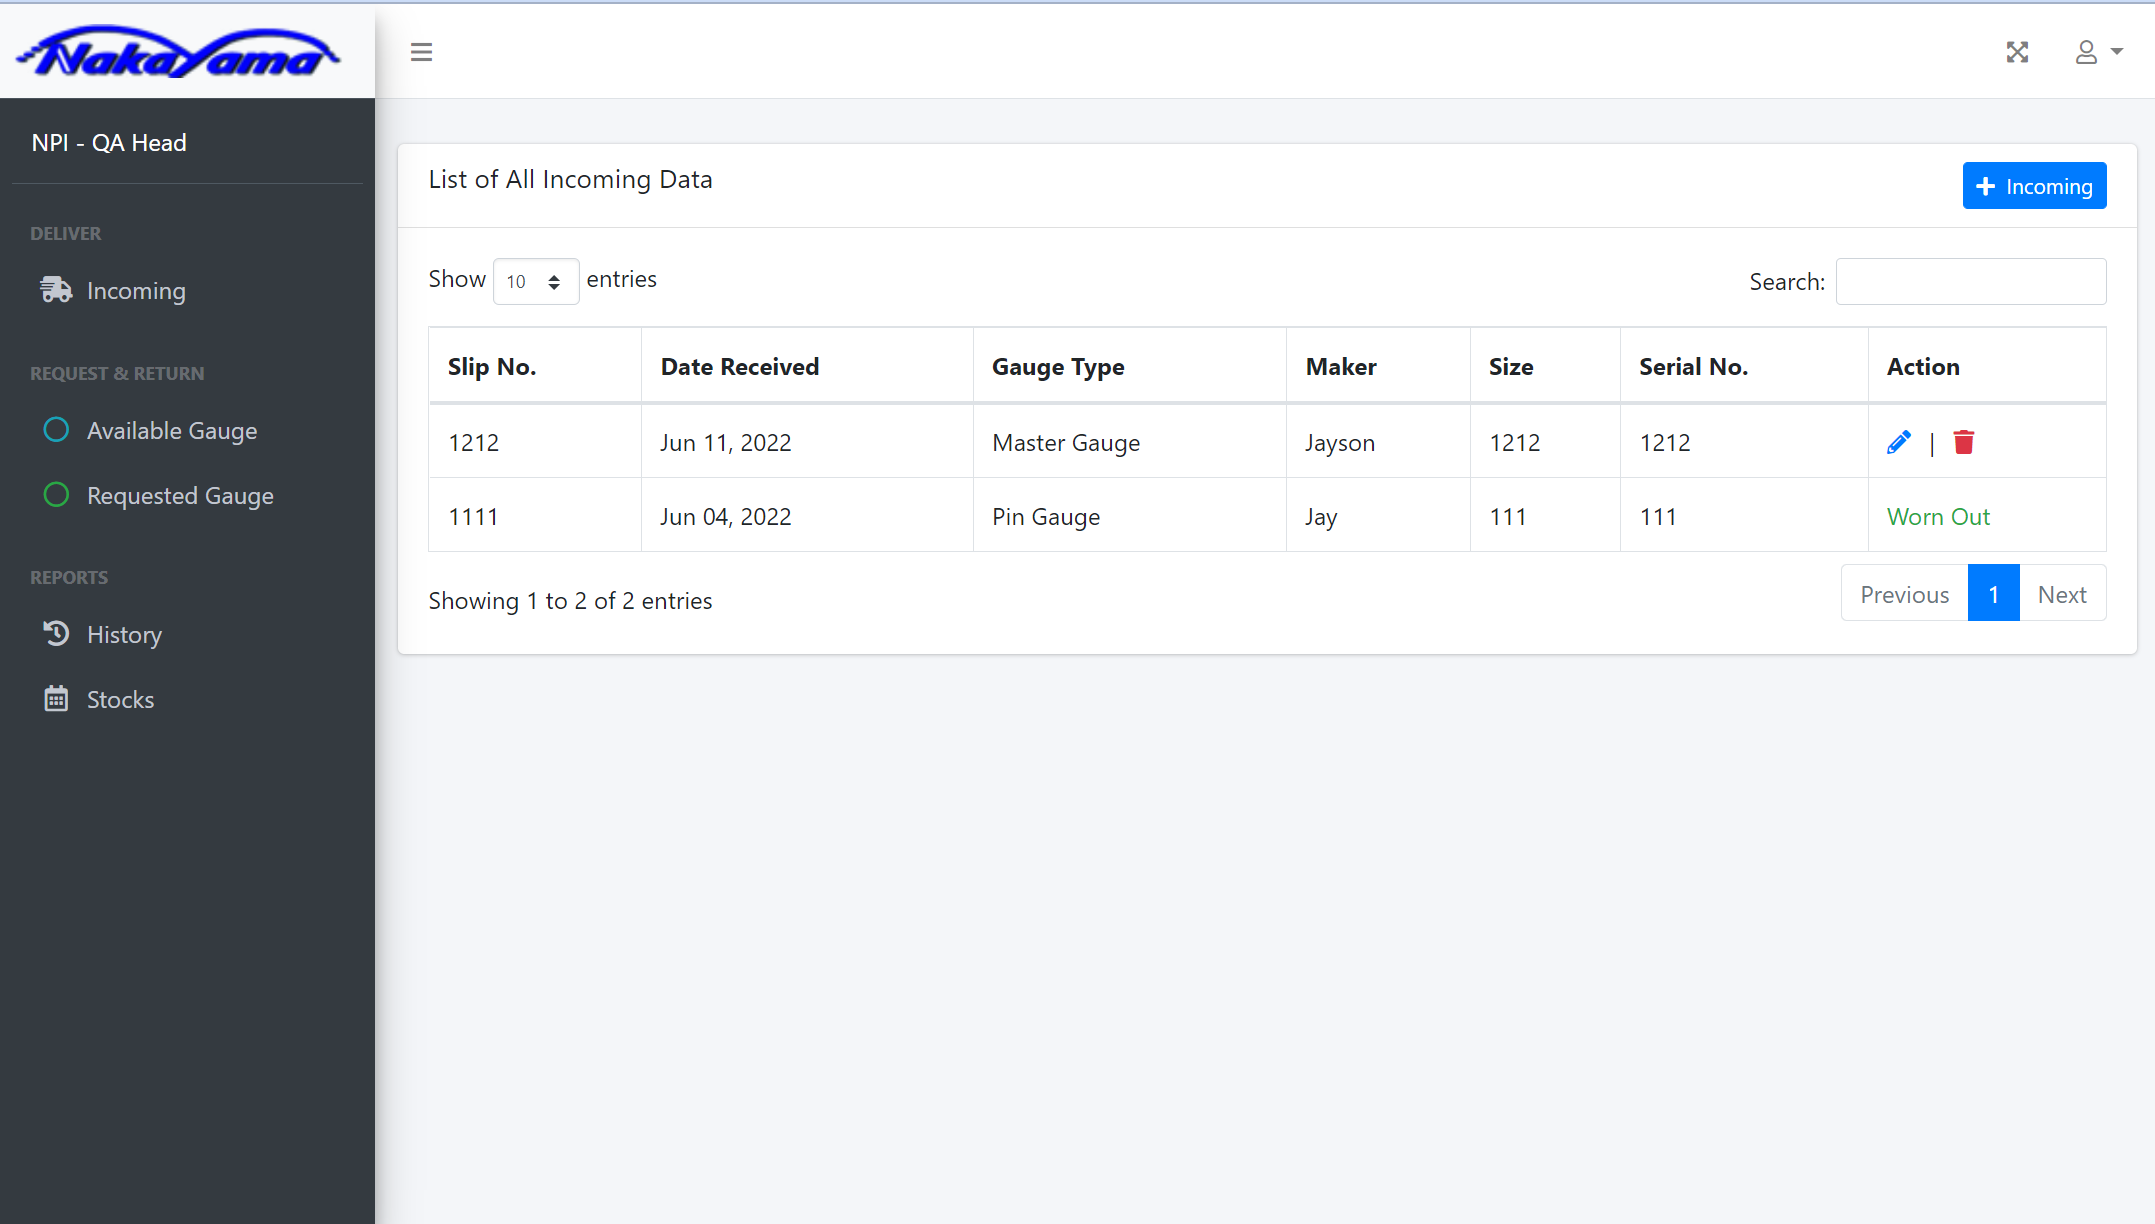 Nakayama
NPI - QA Head
DELIVER
Incoming
REQUEST & RETURN
Available Gauge
Requested Gauge
REPORTS
History
Stocks
List of All Incoming Data
Incoming
Show 10 entries
Search:
Slip No. Date Received Gauge Type Maker Size Serial No. Action
1212 Jun 11, 2022 Master Gauge Jayson 1212 1212 |
1111 Jun 04, 2022 Pin Gauge Jay 111 111 Worn Out
Showing 1 to 2 of 2 entries
Previous 1 Next